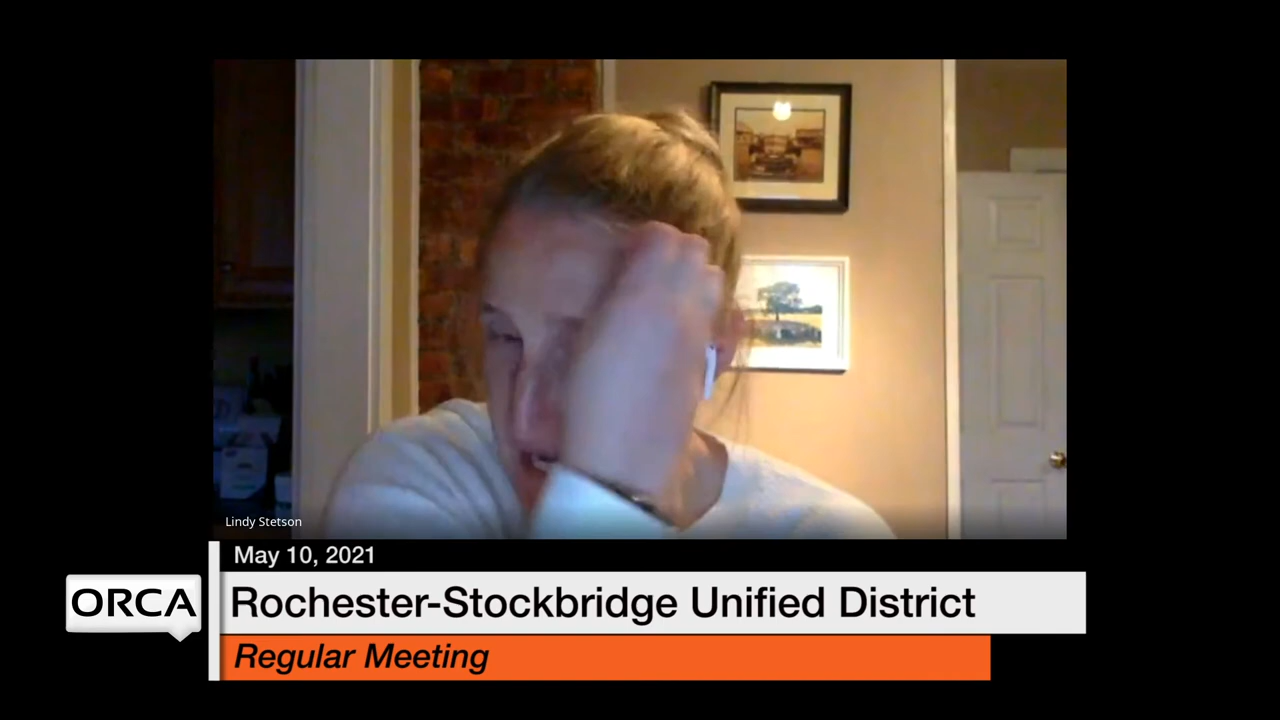 Lindy Stetson
May 10, 2021
ORCA
Rochester-Stockbridge Unified District
Regular Meeting